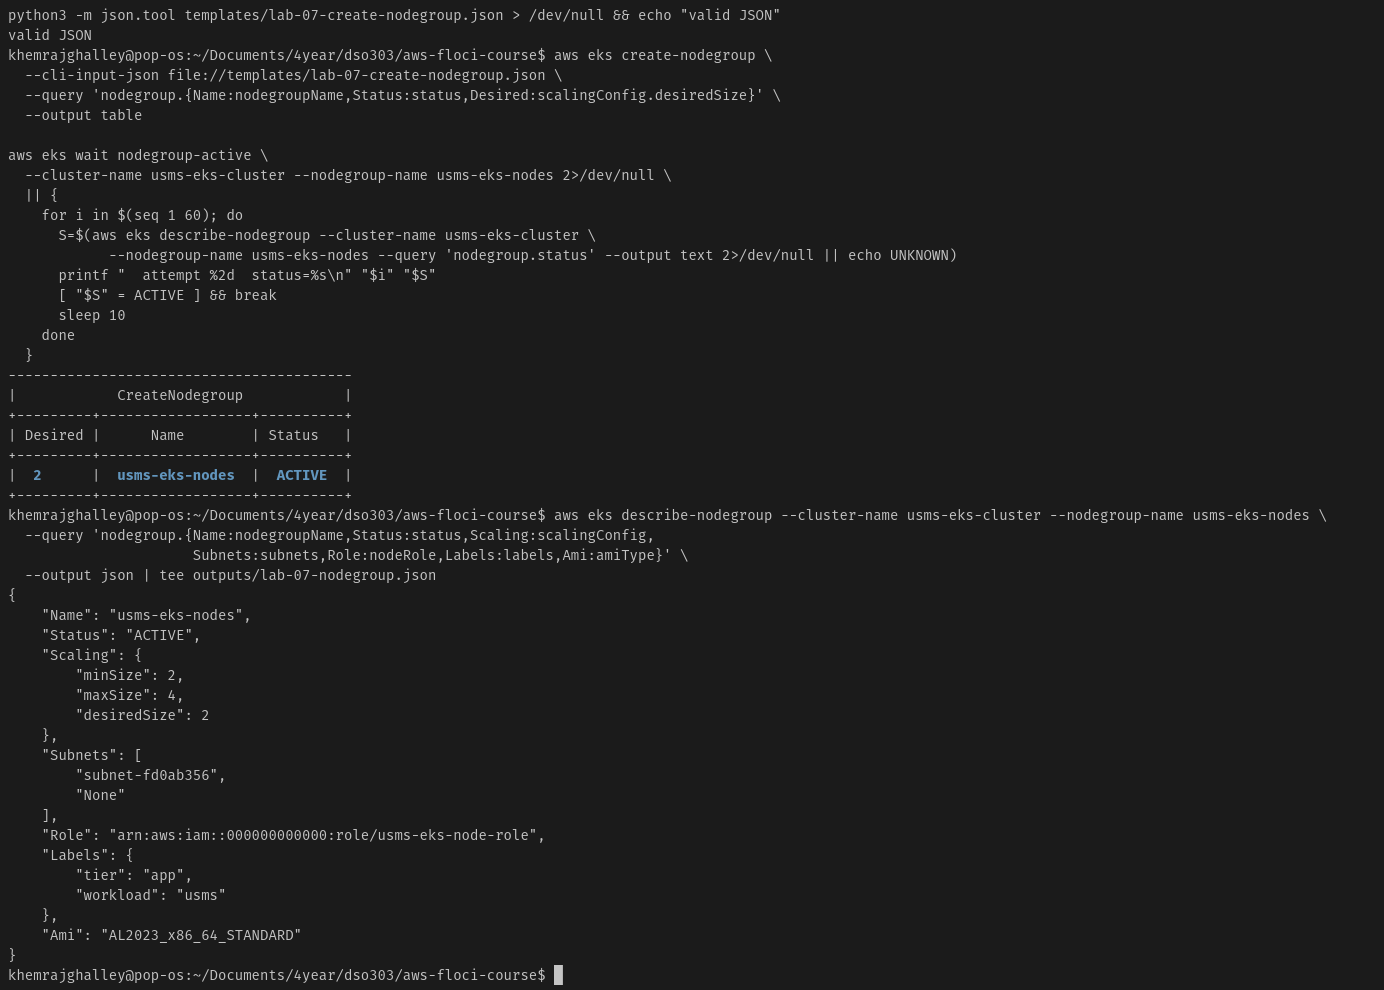 python3 -m json.tool templates/lab-07-create-nodegroup.json > /dev/null && echo "valid JSON"
valid JSON
khemrajghalley@pop-os:~/Documents/4year/dso303/aws-floci-course$ aws eks create-nodegroup \
  --cli-input-json file://templates/lab-07-create-nodegroup.json \
  --query 'nodegroup.{Name:nodegroupName,Status:status,Desired:scalingConfig.desiredSize}' \
  --output table

aws eks wait nodegroup-active \
  --cluster-name usms-eks-cluster --nodegroup-name usms-eks-nodes 2>/dev/null \
  || {
    for i in $(seq 1 60); do
      S=$(aws eks describe-nodegroup --cluster-name usms-eks-cluster \
            --nodegroup-name usms-eks-nodes --query 'nodegroup.status' --output text 2>/dev/null || echo UNKNOWN)
      printf "  attempt %2d  status=%s\n" "$i" "$S"
      [ "$S" = ACTIVE ] && break
      sleep 10
    done
  }
-----------------------------------------
|            CreateNodegroup            |
+---------+------------------+----------+
| Desired |      Name        | Status   |
+---------+------------------+----------+
|  2      |  usms-eks-nodes  |  ACTIVE  |
+---------+------------------+----------+
khemrajghalley@pop-os:~/Documents/4year/dso303/aws-floci-course$ aws eks describe-nodegroup --cluster-name usms-eks-cluster --nodegroup-name usms-eks-nodes \
  --query 'nodegroup.{Name:nodegroupName,Status:status,Scaling:scalingConfig,
                      Subnets:subnets,Role:nodeRole,Labels:labels,Ami:amiType}' \
  --output json | tee outputs/lab-07-nodegroup.json
{
    "Name": "usms-eks-nodes",
    "Status": "ACTIVE",
    "Scaling": {
        "minSize": 2,
        "maxSize": 4,
        "desiredSize": 2
    },
    "Subnets": [
        "subnet-fd0ab356",
        "None"
    ],
    "Role": "arn:aws:iam::000000000000:role/usms-eks-node-role",
    "Labels": {
        "tier": "app",
        "workload": "usms"
    },
    "Ami": "AL2023_x86_64_STANDARD"
}
khemrajghalley@pop-os:~/Documents/4year/dso303/aws-floci-course$